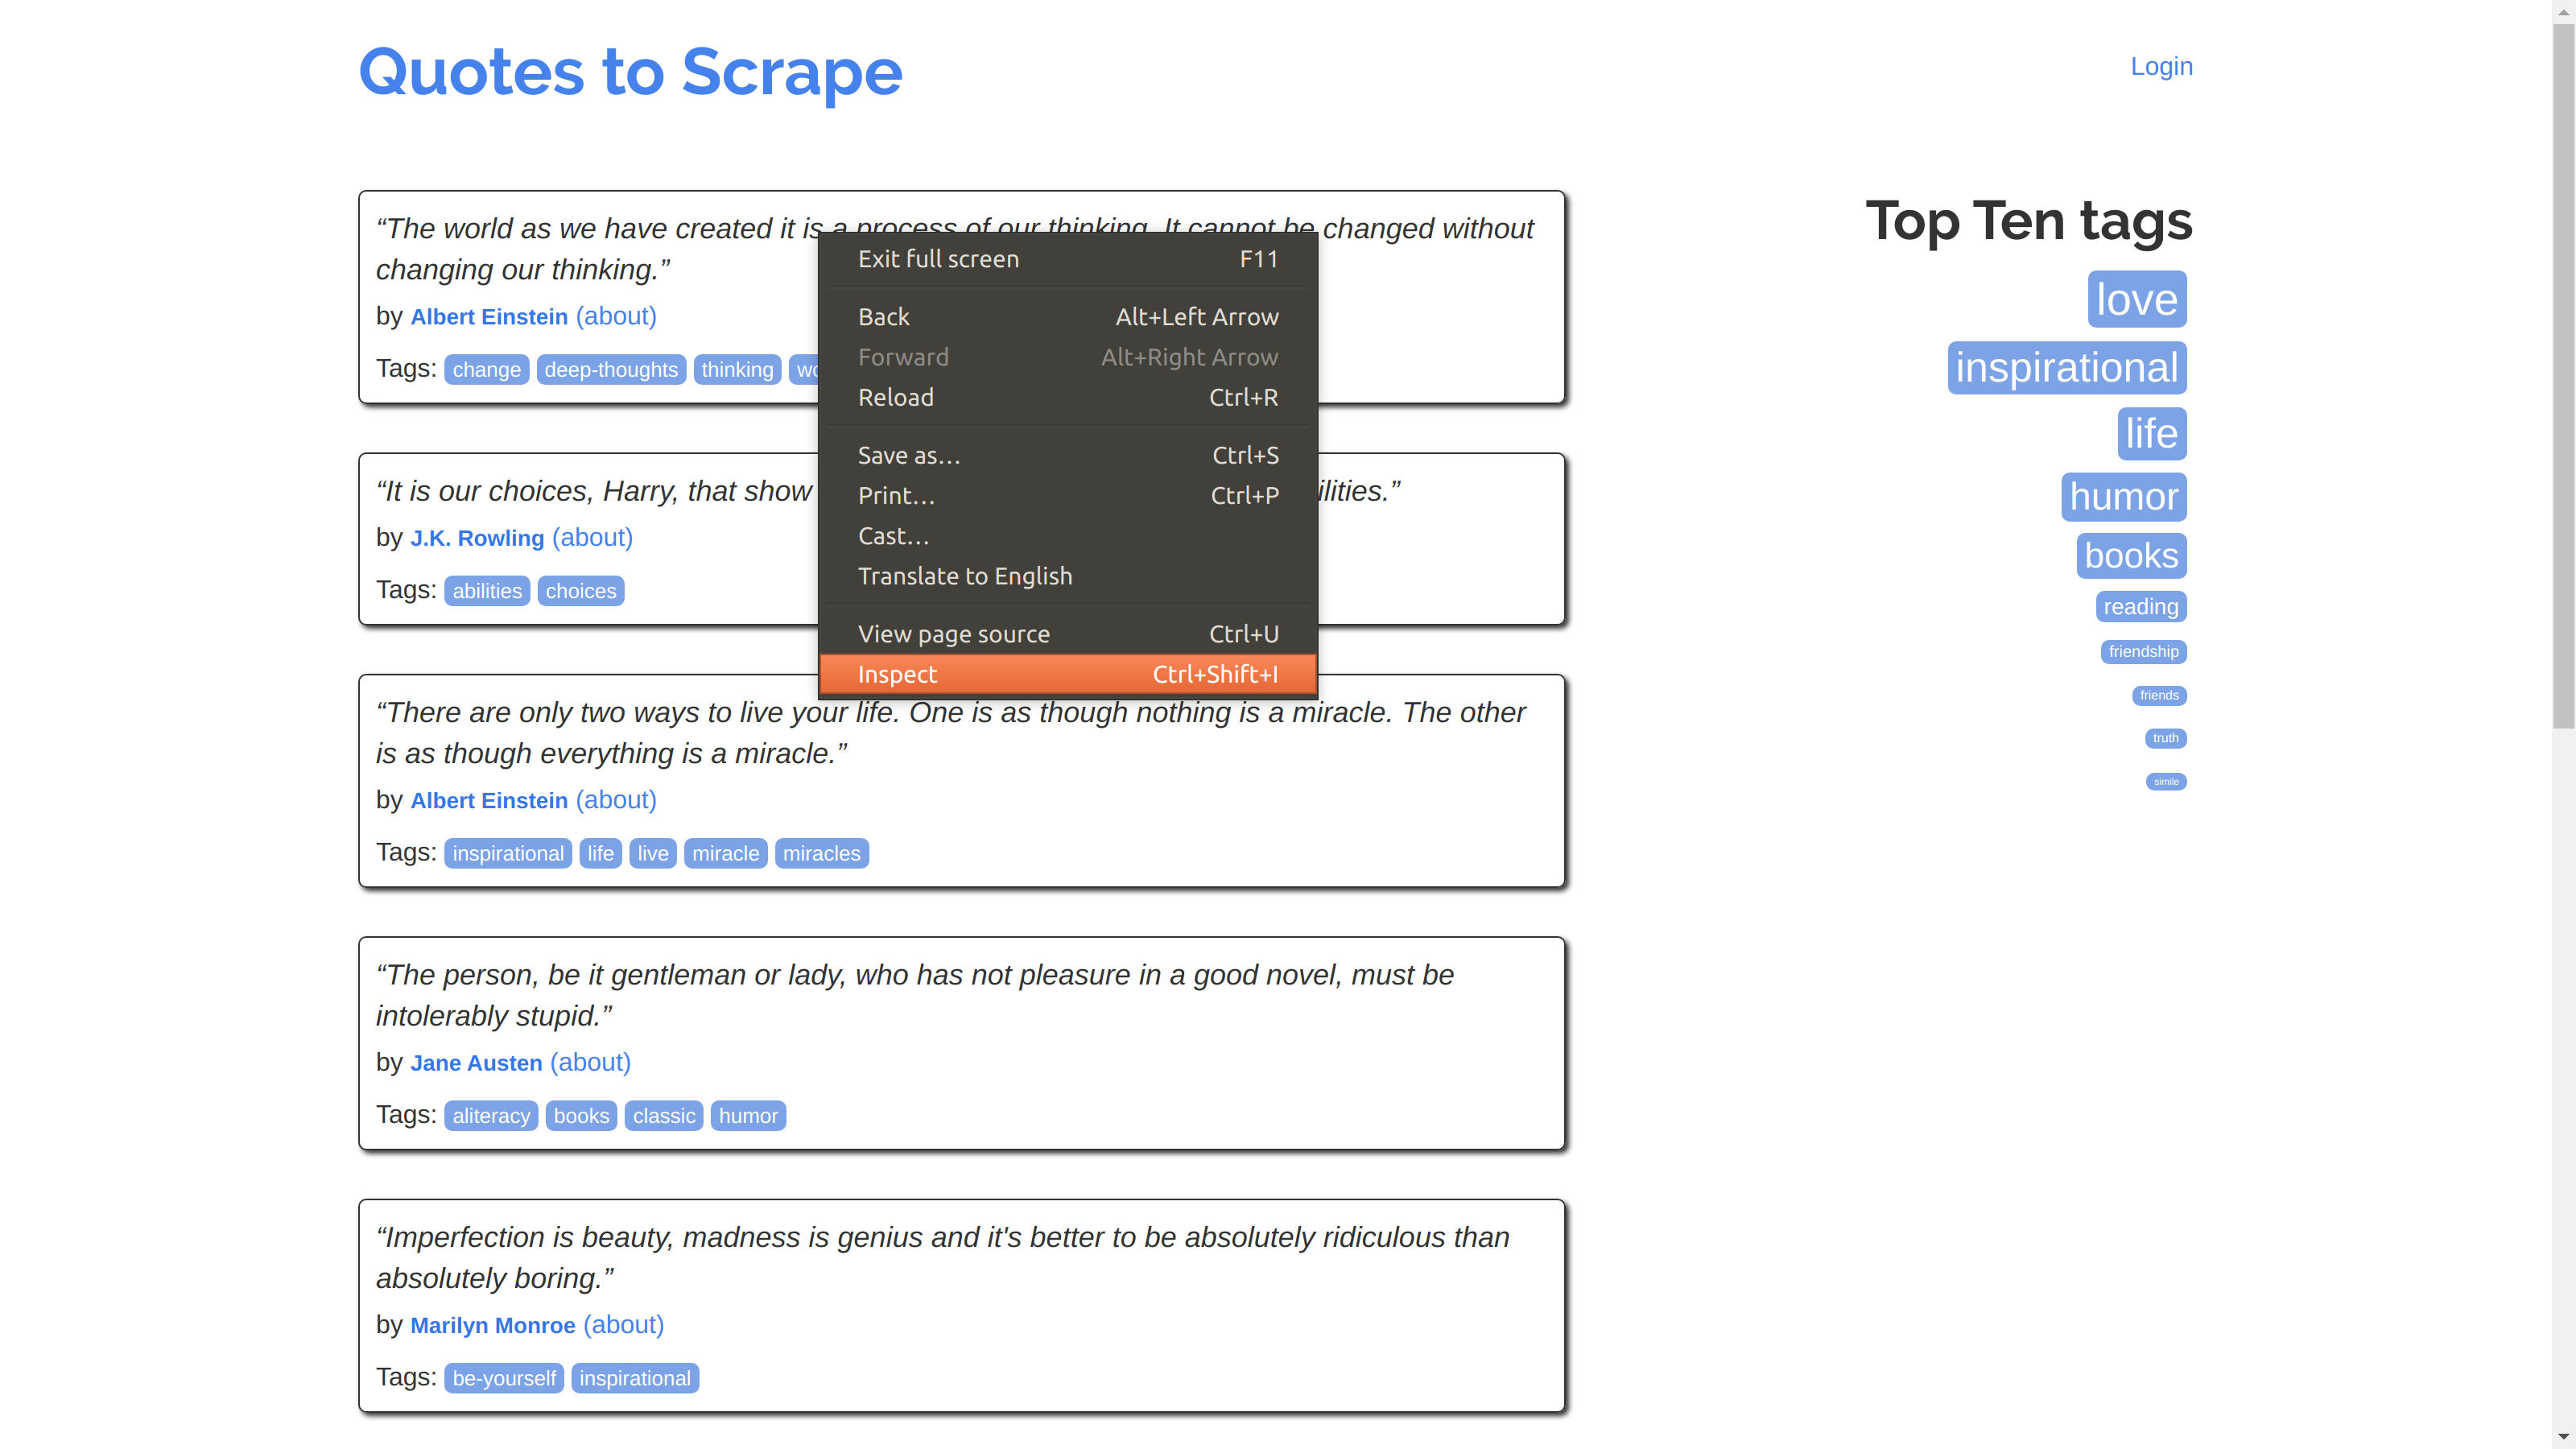 Quotes to Scrape
Login
“The world as we have created it is a process of our thinking. It cannot be changed without
changing our thinking.”
by Albert Einstein (about)
Tags: change deep-thoughts thinking
“It is our choices, Harry, that show
by J.K. Rowling (about)
Tags: abilities choices
“There are only two ways to live your life. One is as though nothing is a miracle. The other
is as though everything is a miracle.”
by Albert Einstein (about)
Tags: inspirational life live miracle miracles
“The person, be it gentleman or lady, who has not pleasure in a good novel, must be
intolerably stupid.”
by Jane Austen (about)
Tags: aliteracy books classic humor
“Imperfection is beauty, madness is genius and it's better to be absolutely ridiculous than
absolutely boring.”
by Marilyn Monroe (about)
Tags: be-yourself inspirational
Exit full screen F11
Back Alt+Left Arrow
Forward Alt+Right Arrow
Reload Ctrl+R
Save as... Ctrl+S
Print... Ctrl+P
Cast...
Translate to English
View page source Ctrl+U
Inspect Ctrl+Shift+I
Top Ten tags
love
inspirational
life
humor
books
reading
friendship
friends
truth
simile